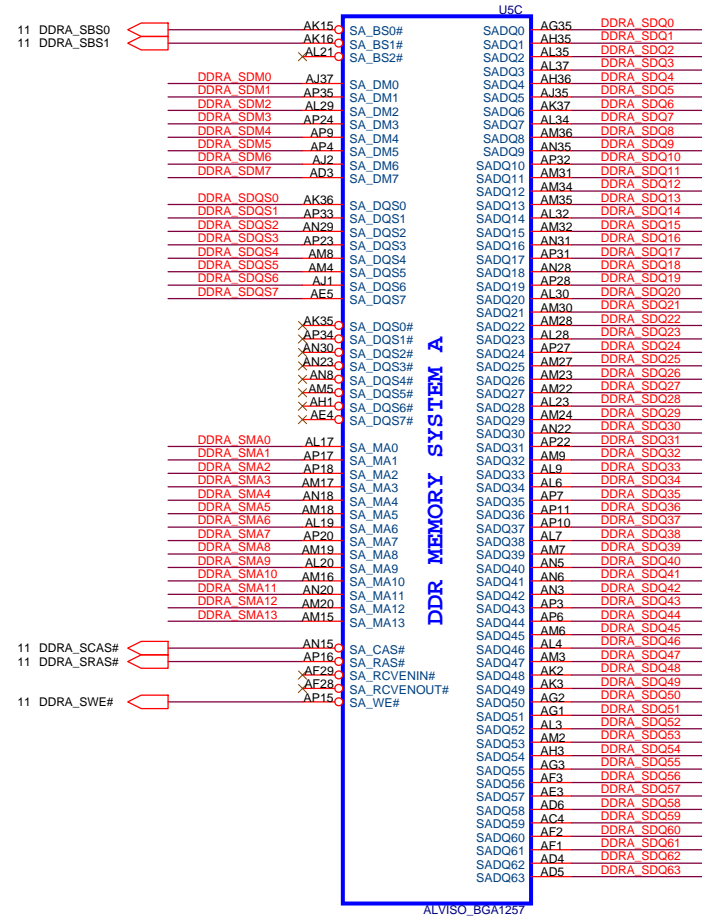 U5C
11 DDRA_SBS0 AK15 SA_BS0#
11 DDRA_SBS1 AK16 SA_BS1#
AL21 SA_BS2#
DDRA_SDM0 AJ37 SA_DM0
DDRA_SDM1 AP35 SA_DM1
DDRA_SDM2 AL29 SA_DM2
DDRA_SDM3 AP24 SA_DM3
DDRA_SDM4 AP9 SA_DM4
DDRA_SDM5 AP4 SA_DM5
DDRA_SDM6 AJ2 SA_DM6
DDRA_SDM7 AD3 SA_DM7
DDRA_SDQS0 AK36 SA_DQS0
DDRA_SDQS1 AP33 SA_DQS1
DDRA_SDQS2 AN29 SA_DQS2
DDRA_SDQS3 AP23 SA_DQS3
DDRA_SDQS4 AM8 SA_DQS4
DDRA_SDQS5 AM4 SA_DQS5
DDRA_SDQS6 AJ1 SA_DQS6
DDRA_SDQS7 AE5 SA_DQS7
AK35 SA_DQS0#
AP34 SA_DQS1#
AN30 SA_DQS2#
AN23 SA_DQS3#
AN8 SA_DQS4#
AM5 SA_DQS5#
AH1 SA_DQS6#
AE4 SA_DQS7#
DDRA_SMA0 AL17 SA_MA0
DDRA_SMA1 AP17 SA_MA1
DDRA_SMA2 AP18 SA_MA2
DDRA_SMA3 AM17 SA_MA3
DDRA_SMA4 AN18 SA_MA4
DDRA_SMA5 AM18 SA_MA5
DDRA_SMA6 AL19 SA_MA6
DDRA_SMA7 AP20 SA_MA7
DDRA_SMA8 AM19 SA_MA8
DDRA_SMA9 AL20 SA_MA9
DDRA_SMA10 AM16 SA_MA10
DDRA_SMA11 AN20 SA_MA11
DDRA_SMA12 AM20 SA_MA12
DDRA_SMA13 AM15 SA_MA13
11 DDRA_SCAS# AN15 SA_CAS#
11 DDRA_SRAS# AP16 SA_RAS#
AF29 SA_RCVENIN#
AF28 SA_RCVENOUT#
11 DDRA_SWE# AP15 SA_WE#
DDR MEMORY SYSTEM A
SADQ0 AG35 DDRA_SDQ0
SADQ1 AH35 DDRA_SDQ1
SADQ2 AL35 DDRA_SDQ2
SADQ3 AL37 DDRA_SDQ3
SADQ4 AH36 DDRA_SDQ4
SADQ5 AJ35 DDRA_SDQ5
SADQ6 AK37 DDRA_SDQ6
SADQ7 AL34 DDRA_SDQ7
SADQ8 AM36 DDRA_SDQ8
SADQ9 AN35 DDRA_SDQ9
SADQ10 AP32 DDRA_SDQ10
SADQ11 AM31 DDRA_SDQ11
SADQ12 AM34 DDRA_SDQ12
SADQ13 AM35 DDRA_SDQ13
SADQ14 AL32 DDRA_SDQ14
SADQ15 AM32 DDRA_SDQ15
SADQ16 AN31 DDRA_SDQ16
SADQ17 AP31 DDRA_SDQ17
SADQ18 AN28 DDRA_SDQ18
SADQ19 AP28 DDRA_SDQ19
SADQ20 AL30 DDRA_SDQ20
SADQ21 AM30 DDRA_SDQ21
SADQ22 AM28 DDRA_SDQ22
SADQ23 AL28 DDRA_SDQ23
SADQ24 AP27 DDRA_SDQ24
SADQ25 AM27 DDRA_SDQ25
SADQ26 AM23 DDRA_SDQ26
SADQ27 AM22 DDRA_SDQ27
SADQ28 AL23 DDRA_SDQ28
SADQ29 AM24 DDRA_SDQ29
SADQ30 AN22 DDRA_SDQ30
SADQ31 AP22 DDRA_SDQ31
SADQ32 AM9 DDRA_SDQ32
SADQ33 AL9 DDRA_SDQ33
SADQ34 AL6 DDRA_SDQ34
SADQ35 AP7 DDRA_SDQ35
SADQ36 AP11 DDRA_SDQ36
SADQ37 AP10 DDRA_SDQ37
SADQ38 AL7 DDRA_SDQ38
SADQ39 AM7 DDRA_SDQ39
SADQ40 AN5 DDRA_SDQ40
SADQ41 AN6 DDRA_SDQ41
SADQ42 AN3 DDRA_SDQ42
SADQ43 AP3 DDRA_SDQ43
SADQ44 AP6 DDRA_SDQ44
SADQ45 AM6 DDRA_SDQ45
SADQ46 AL4 DDRA_SDQ46
SADQ47 AM3 DDRA_SDQ47
SADQ48 AK2 DDRA_SDQ48
SADQ49 AK3 DDRA_SDQ49
SADQ50 AG2 DDRA_SDQ50
SADQ51 AG1 DDRA_SDQ51
SADQ52 AL3 DDRA_SDQ52
SADQ53 AM2 DDRA_SDQ53
SADQ54 AH3 DDRA_SDQ54
SADQ55 AG3 DDRA_SDQ55
SADQ56 AF3 DDRA_SDQ56
SADQ57 AE3 DDRA_SDQ57
SADQ58 AD6 DDRA_SDQ58
SADQ59 AC4 DDRA_SDQ59
SADQ60 AF2 DDRA_SDQ60
SADQ61 AF1 DDRA_SDQ61
SADQ62 AD4 DDRA_SDQ62
SADQ63 AD5 DDRA_SDQ63
ALVISO_BGA1257